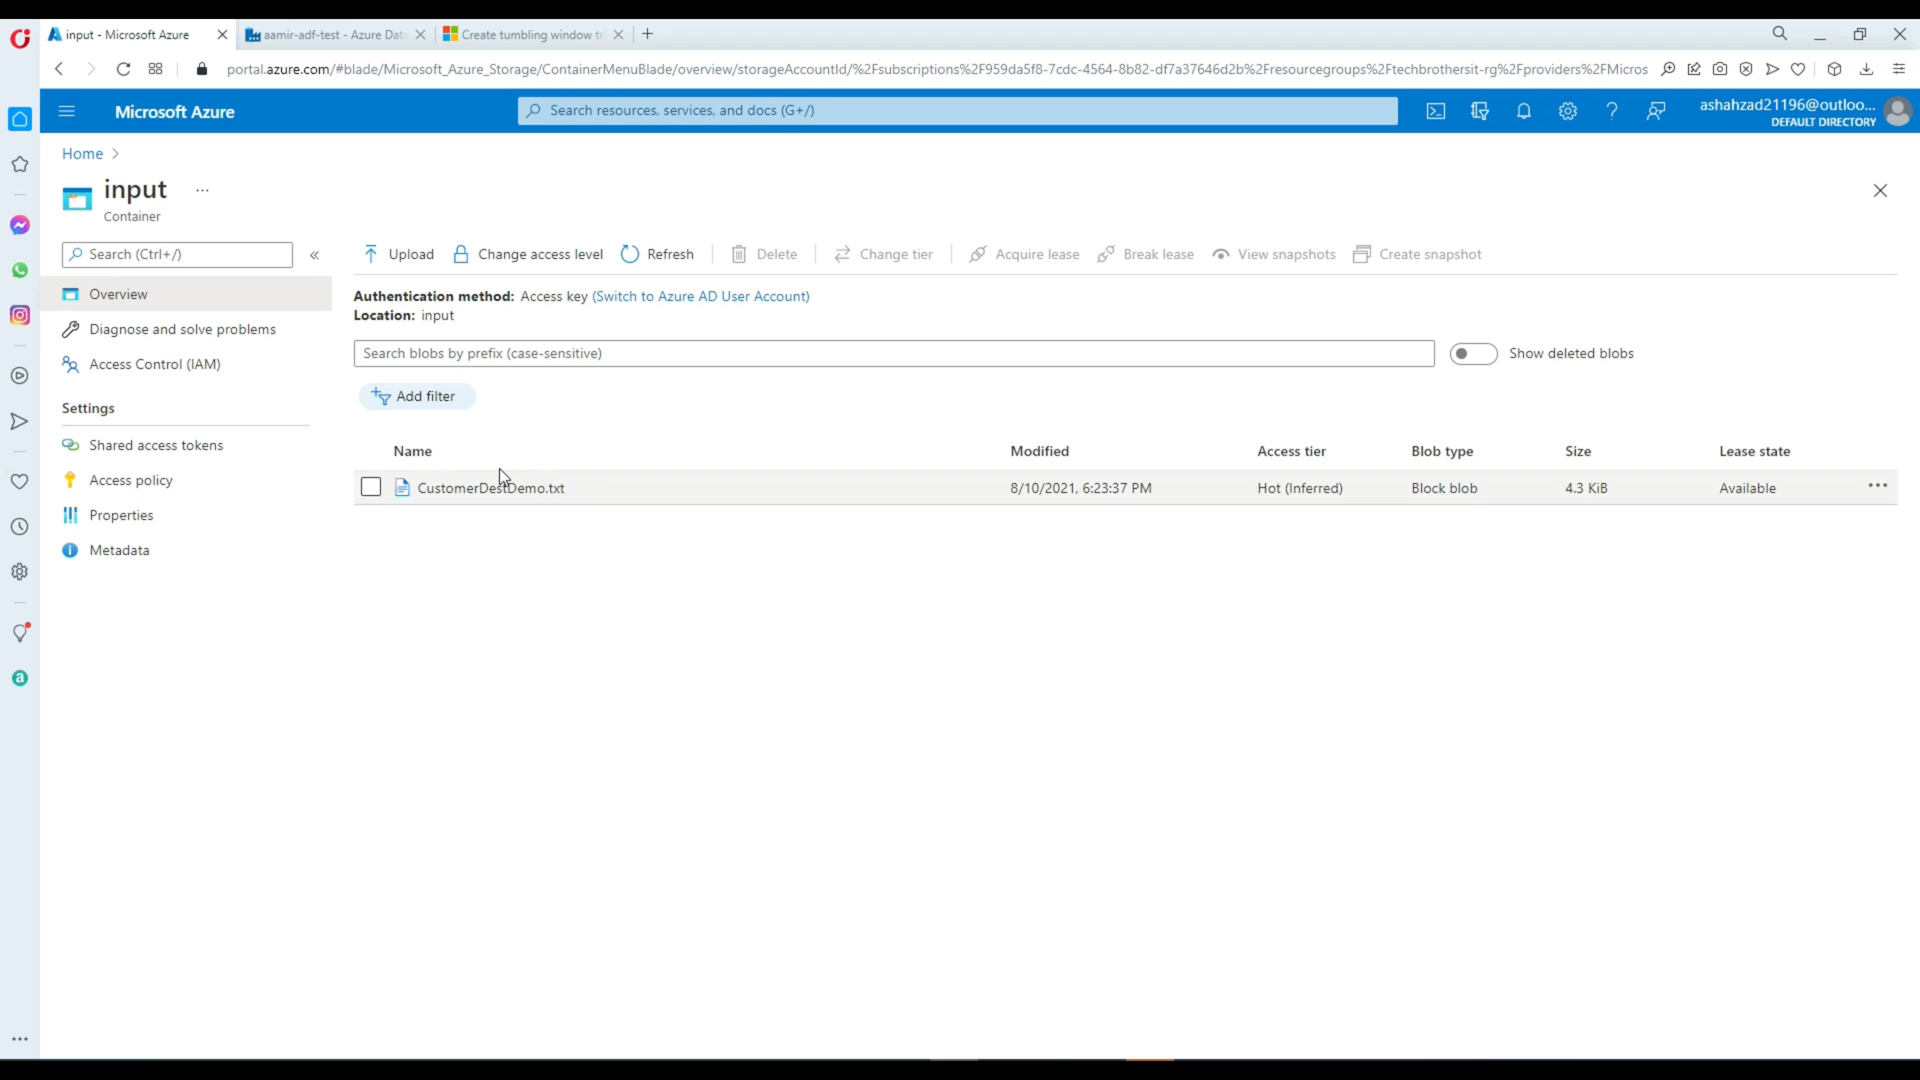 input - Microsoft Azure
aamir-adf-test - Azure Data
Create tumbling window tr
portal.azure.com/#blade/Microsoft_Azure_Storage/ContainerMenuBlade/overview/storageAccountId/%2Fsubscriptions%2F959da5f8-7cdc-4564-8b82-df7a37646d2b%2Fresourcegroups%2Ftechbrothersit-rg%2Fproviders%2FMicros
Microsoft Azure
Search resources, services, and docs (G+/)
ashahzad21196@outloo...
DEFAULT DIRECTORY
Home >
input ...
Container
Search (Ctrl+/)
«
Upload
Change access level
Refresh
Delete
Change tier
Acquire lease
Break lease
View snapshots
Create snapshot
Overview
Diagnose and solve problems
Access Control (IAM)
Settings
Shared access tokens
Access policy
Properties
Metadata
Authentication method: Access key (Switch to Azure AD User Account)
Location: input
Search blobs by prefix (case-sensitive)
Show deleted blobs
Add filter
Name Modified Access tier Blob type Size Lease state
CustomerDestDemo.txt 8/10/2021, 6:23:37 PM Hot (Inferred) Block blob 4.3 KiB Available ...